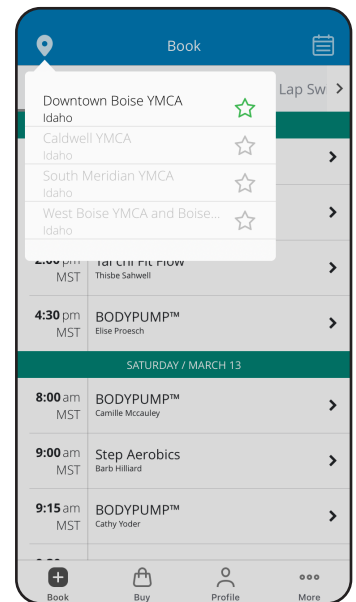 Book
Lap Sw
Downtown Boise YMCA
Idaho
Caldwell YMCA
Idaho
South Meridian YMCA
Idaho
West Boise YMCA and Boise...
Idaho
2:00 pm Tai Chi Fit Flow
MST Thisbe Sahwell
4:30 pm BODYPUMP™
MST Elise Proesch
SATURDAY / MARCH 13
8:00 am BODYPUMP™
MST Camille Mccauley
9:00 am Step Aerobics
MST Barb Hilliard
9:15 am BODYPUMP™
MST Cathy Yoder
Book Buy Profile More